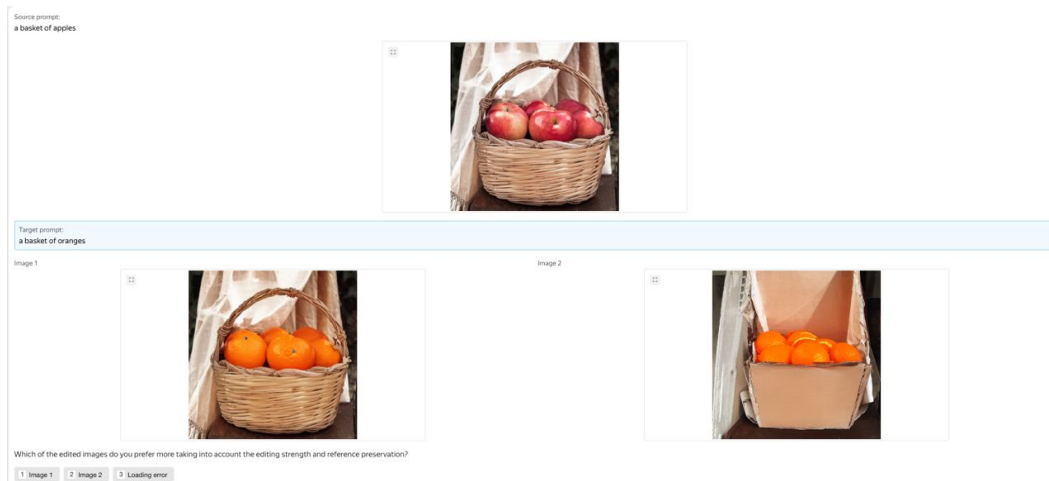 Source prompt:
a basket of apples
Target prompt:
a basket of oranges
Image 1
Image 2
Which of the edited images do you prefer more taking into account the editing strength and reference preservation?
1 Image 1 2 Image 2 3 Loading error